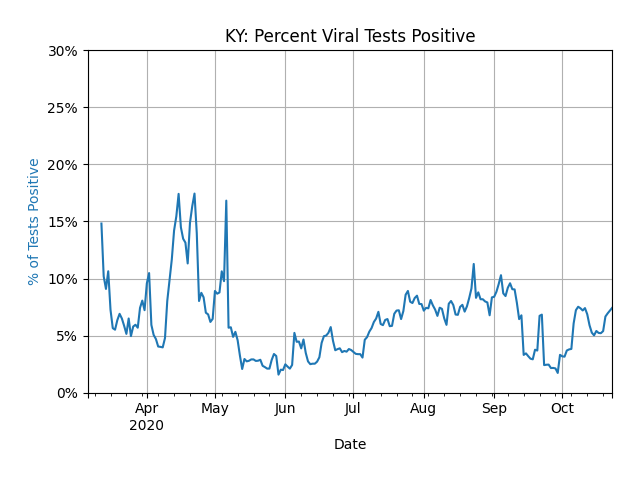 KY: Percent Viral Tests Positive
30%
25%
20%
15%
10%
5%
0%
% of Tests Positive
Apr May Jun Jul Aug Sep Oct
2020
Date